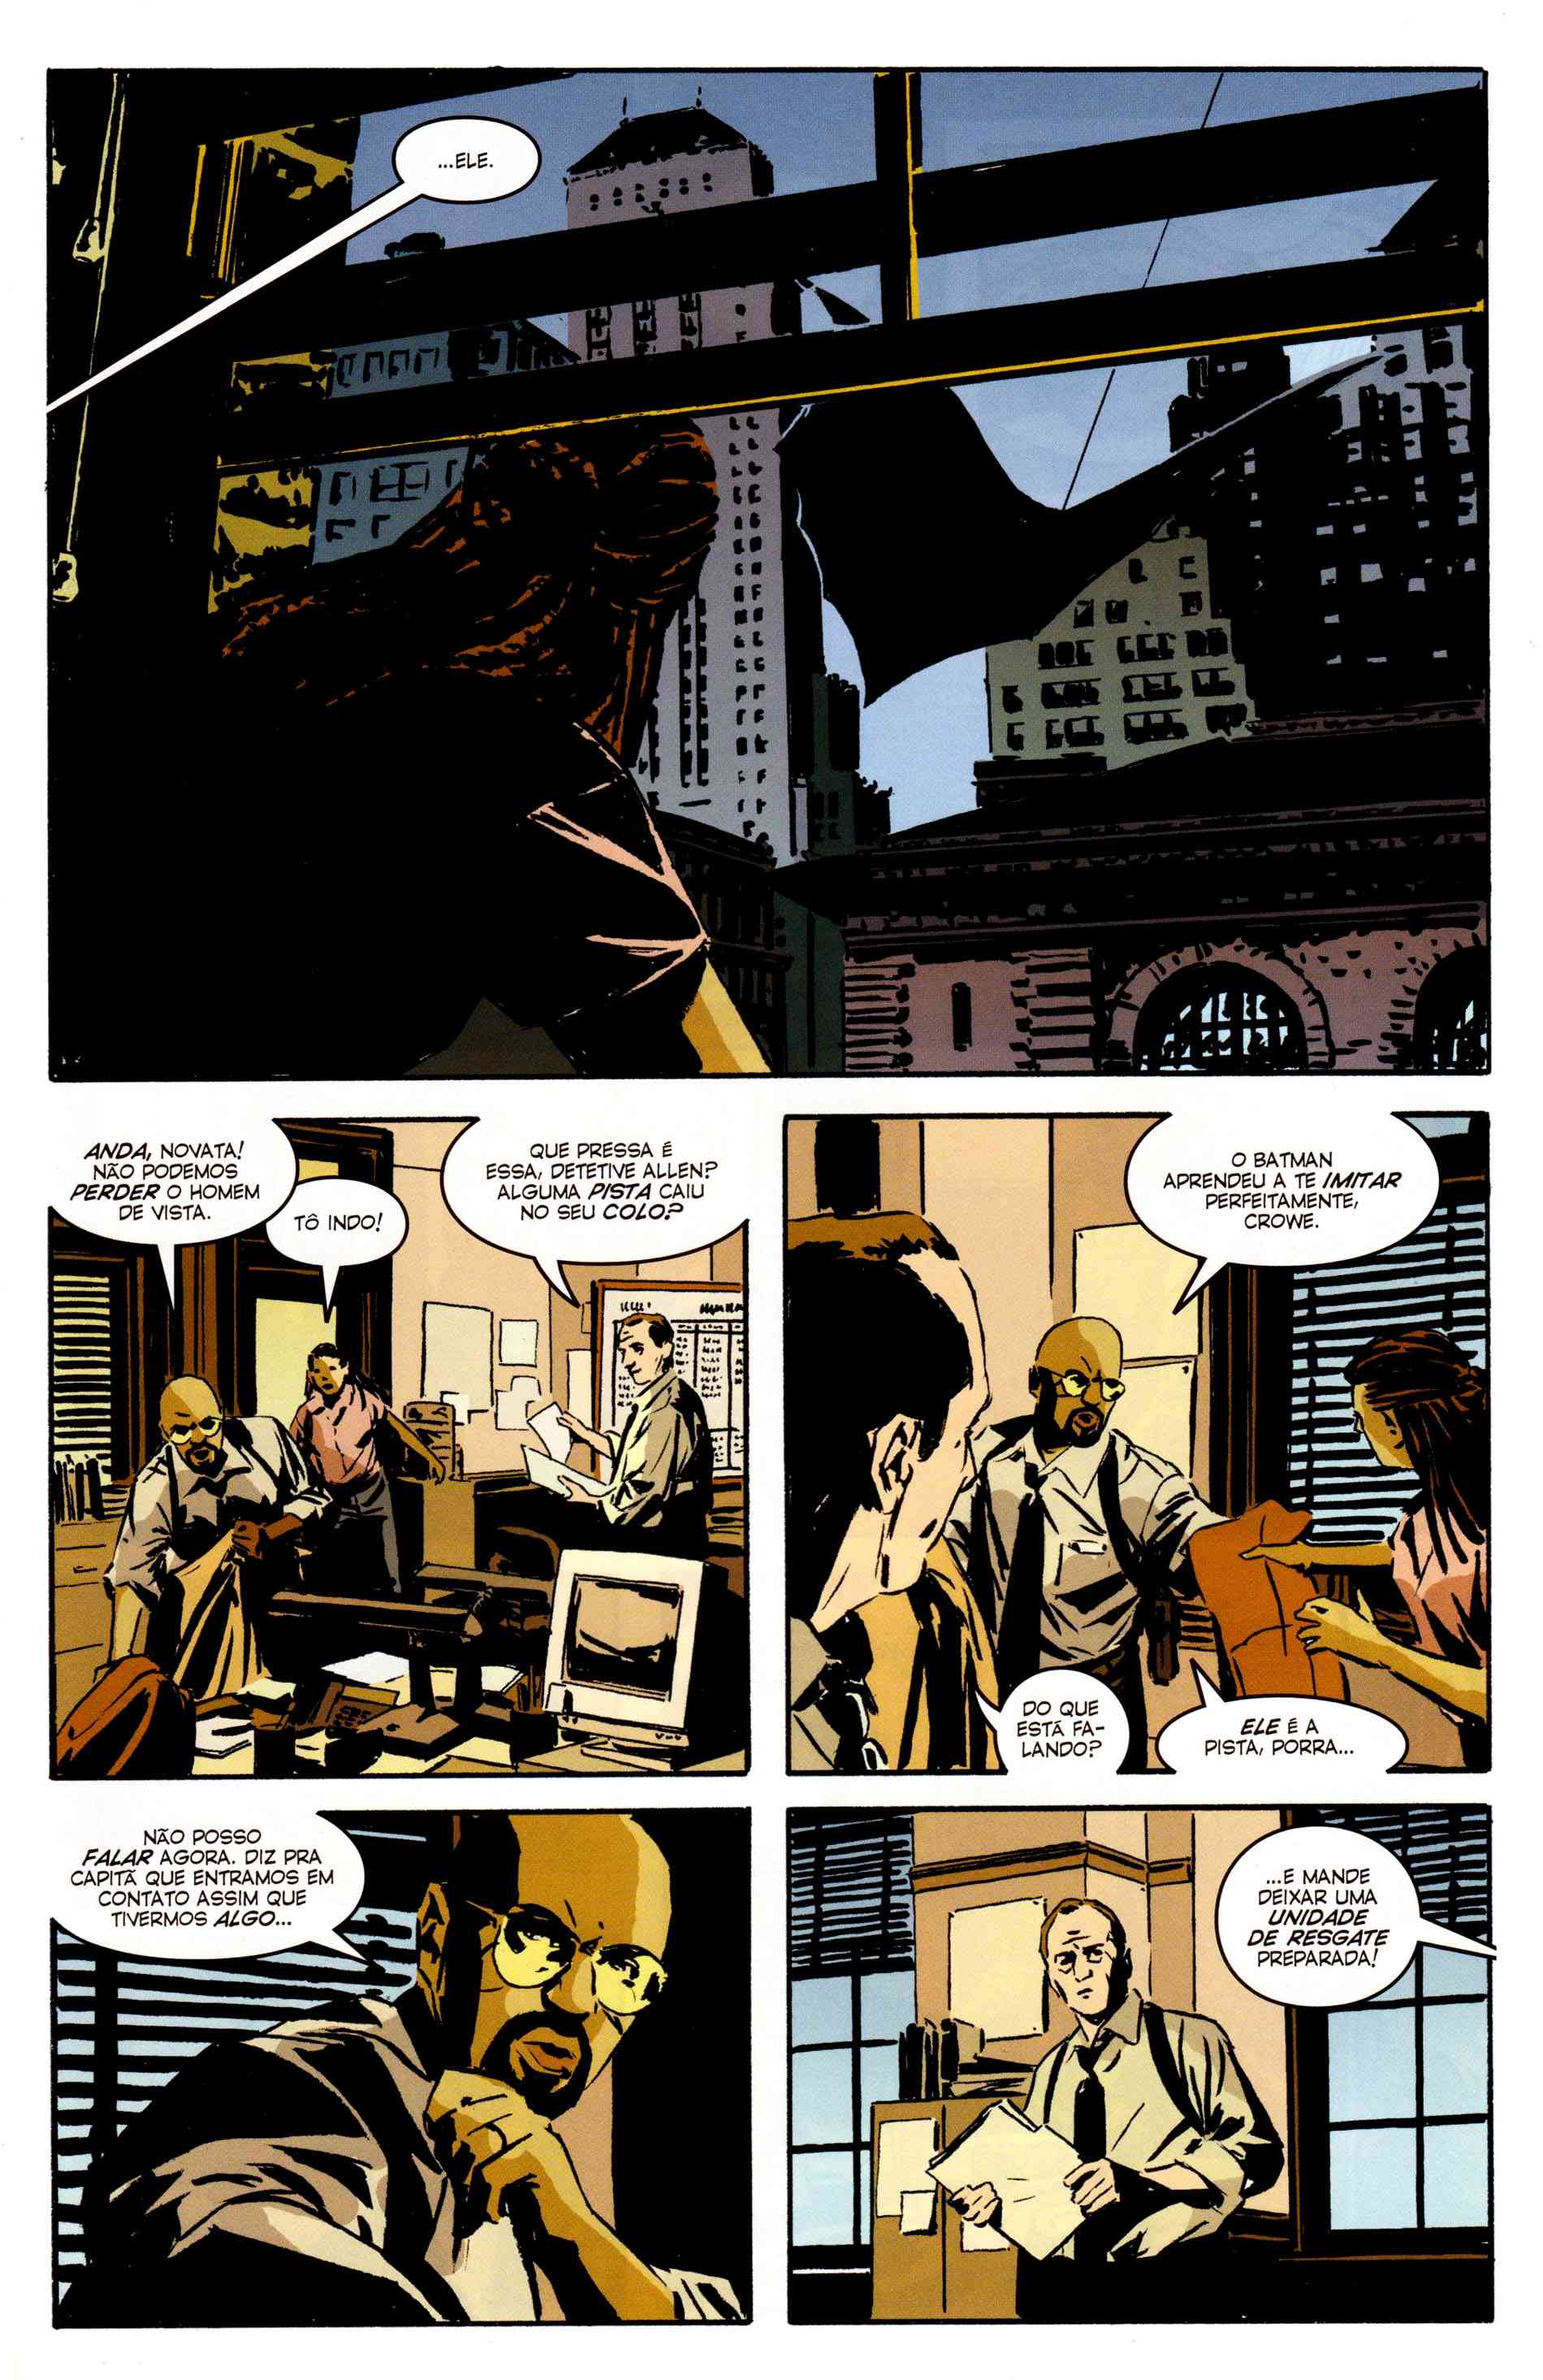 ...ELE.
ANDA, NOVATA!
NÃO PODEMOS
PERDER O HOMEM
DE VISTA.
TÔ INDO!
QUE PRESSA É
ESSA, DETETIVE ALLEN?
ALGUMA PISTA CAIU
NO SEU COLO?
O BATMAN
APRENDEU A TE IMITAR
PERFEITAMENTE,
CROWE.
DO QUE
ESTÁ FA-
LANDO?
ELE É A
PISTA, PORRA...
NÃO POSSO
FALAR AGORA. DIZ PRA
CAPITÃ QUE ENTRAMOS EM
CONTATO ASSIM QUE
TIVERMOS ALGO...
...E MANDE
DEIXAR UMA
UNIDADE
DE RESGATE
PREPARADA!